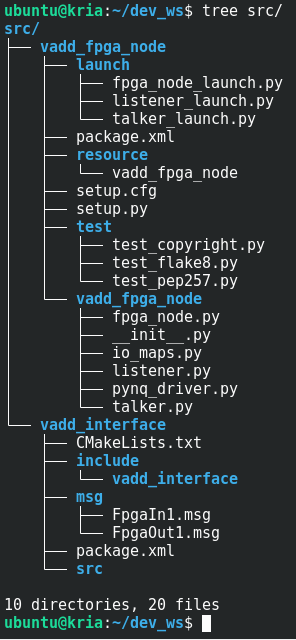 ubuntu@kria:~/dev_ws$ tree src/
src/
├── vadd_fpga_node
│   ├── launch
│   │   ├── fpga_node_launch.py
│   │   ├── listener_launch.py
│   │   └── talker_launch.py
│   ├── package.xml
│   ├── resource
│   │   └── vadd_fpga_node
│   ├── setup.cfg
│   ├── setup.py
│   ├── test
│   │   ├── test_copyright.py
│   │   ├── test_flake8.py
│   │   └── test_pep257.py
│   └── vadd_fpga_node
│       ├── fpga_node.py
│       ├── __init__.py
│       ├── io_maps.py
│       ├── listener.py
│       ├── pynq_driver.py
│       └── talker.py
└── vadd_interface
    ├── CMakeLists.txt
    ├── include
    │   └── vadd_interface
    ├── msg
    │   ├── FpgaIn1.msg
    │   └── FpgaOut1.msg
    ├── package.xml
    └── src

10 directories, 20 files
ubuntu@kria:~/dev_ws$